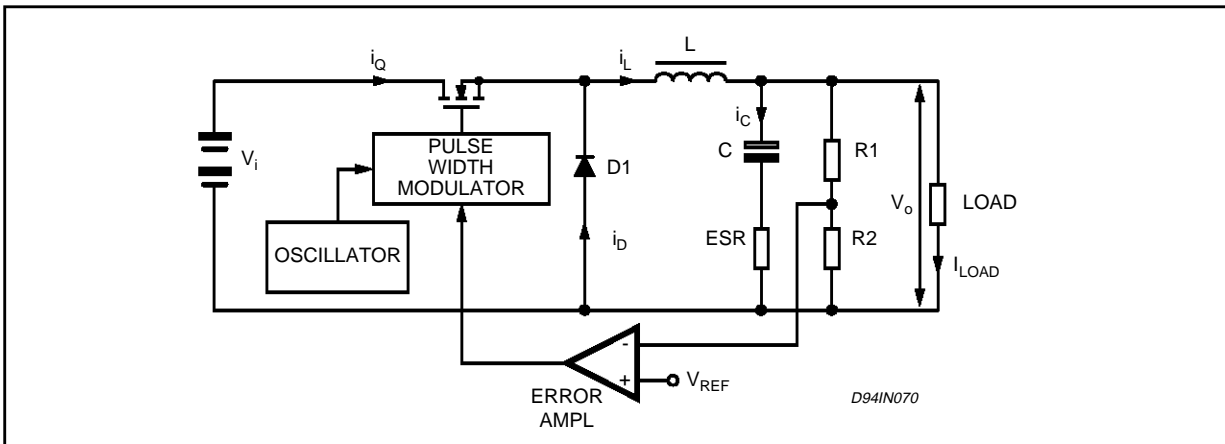 L
i_Q
i_L
i_C
C
R1
V_i
PULSE
WIDTH
MODULATOR
D1
V_o
LOAD
ESR
R2
i_D
OSCILLATOR
I_LOAD
-
+
V_REF
ERROR
AMPL
D94IN070